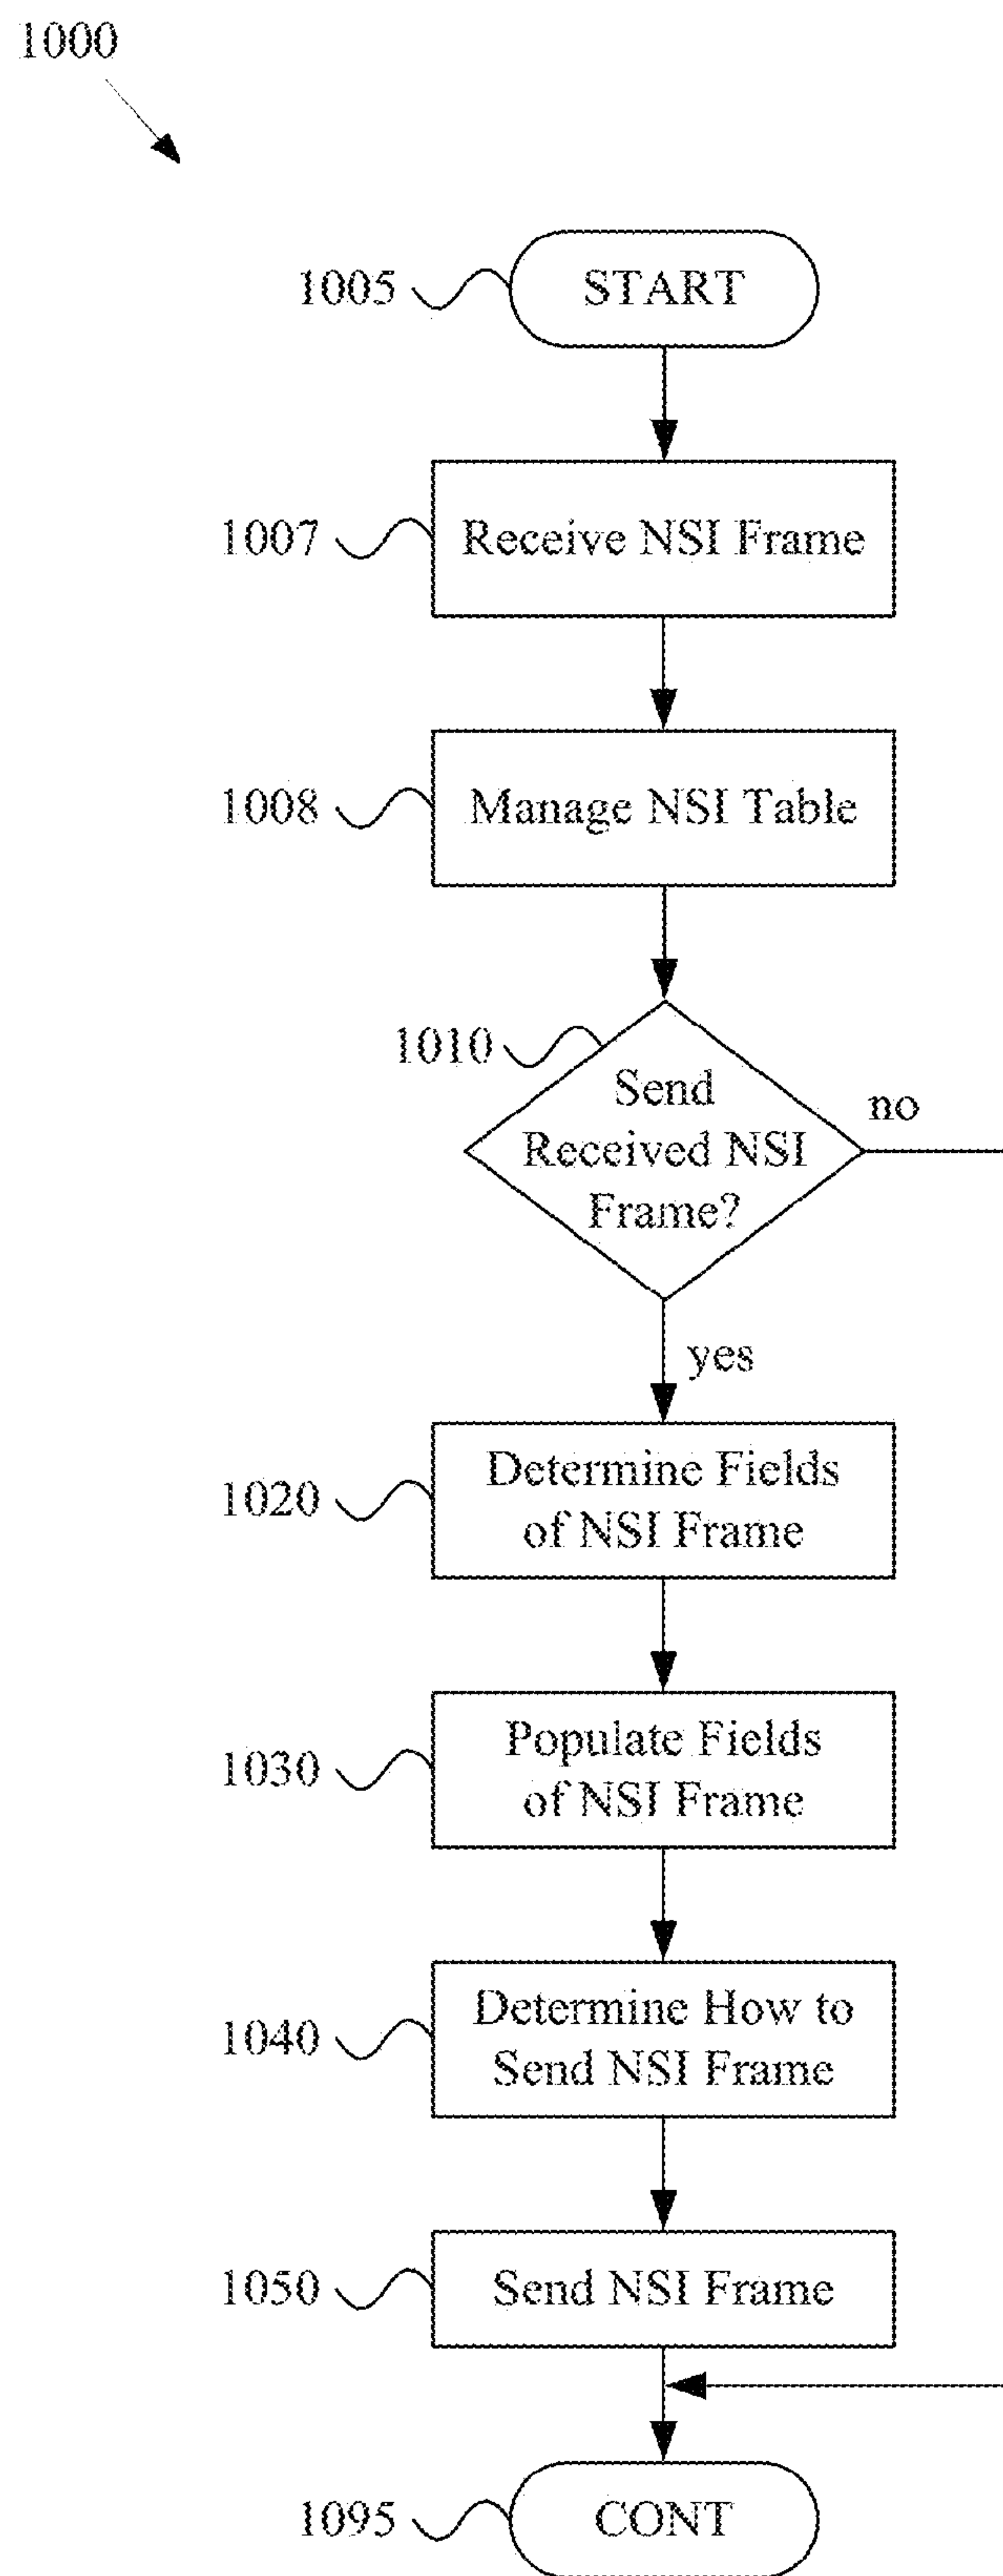 1000
1005
START
1007
Receive NSI Frame
1008
Manage NSI Table
1010
Send
Received NSI
Frame?
no
yes
1020
Determine Fields
of NSI Frame
1030
Populate Fields
of NSI Frame
1040
Determine How to
Send NSI Frame
1050
Send NSI Frame
1095
CONT